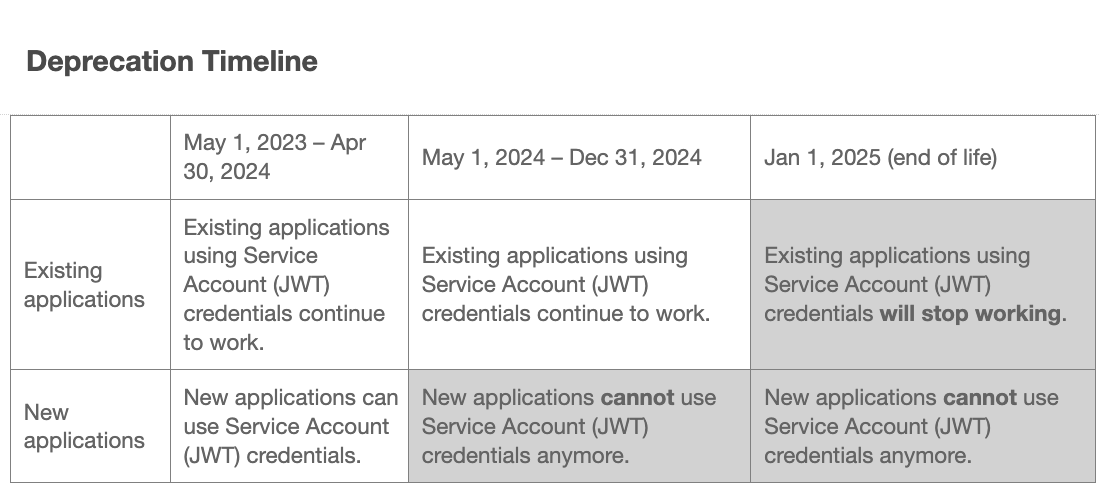 Deprecation Timeline
May 1, 2023 – Apr
30, 2024
May 1, 2024 – Dec 31, 2024
Jan 1, 2025 (end of life)
Existing
applications
Existing applications
using Service
Account (JWT)
credentials continue
to work.
Existing applications using
Service Account (JWT)
credentials continue to work.
Existing applications using
Service Account (JWT)
credentials will stop working.
New
applications
New applications can
use Service Account
(JWT) credentials.
New applications cannot use
Service Account (JWT)
credentials anymore.
New applications cannot use
Service Account (JWT)
credentials anymore.